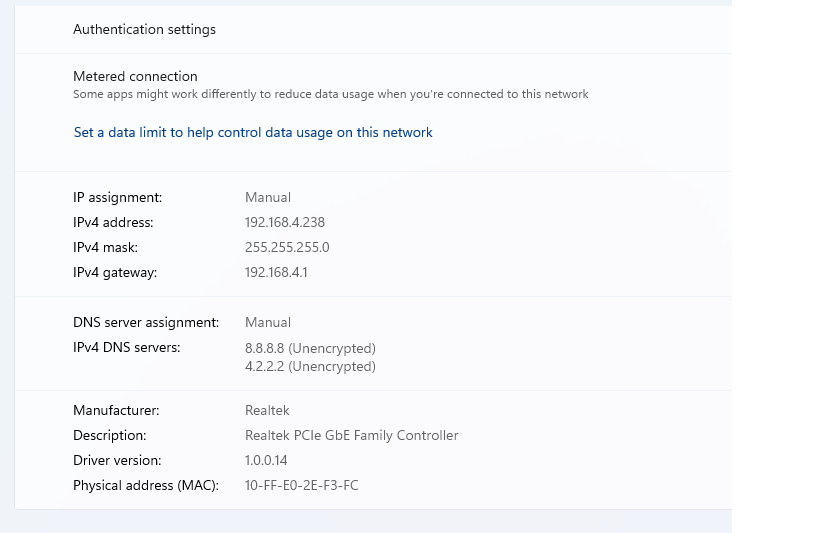 Authentication settings
Metered connection
Some apps might work differently to reduce data usage when you're connected to this network
Set a data limit to help control data usage on this network
IP assignment: Manual
IPv4 address: 192.168.4.238
IPv4 mask: 255.255.255.0
IPv4 gateway: 192.168.4.1
DNS server assignment: Manual
IPv4 DNS servers: 8.8.8.8 (Unencrypted)
4.2.2.2 (Unencrypted)
Manufacturer: Realtek
Description: Realtek PCIe GbE Family Controller
Driver version: 1.0.0.14
Physical address (MAC): 10-FF-E0-2E-F3-FC